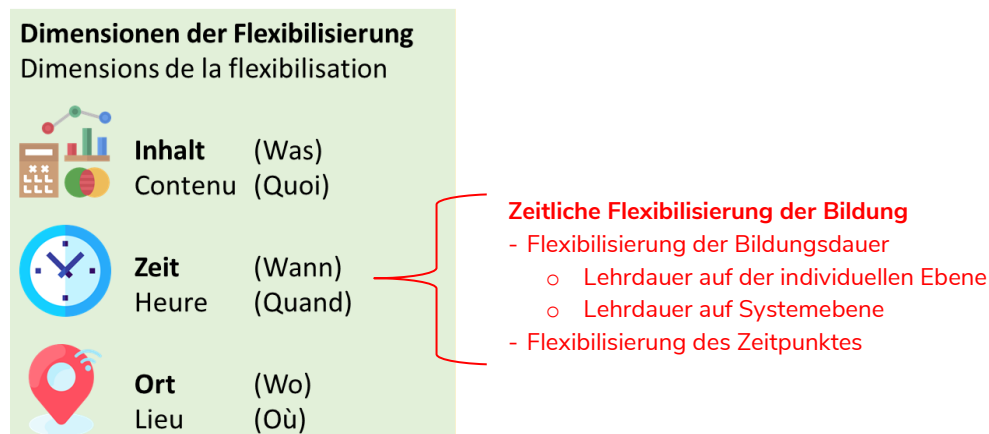 Dimensionen der Flexibilisierung
Dimensions de la flexibilisation
Inhalt (Was)
Contenu (Quoi)
Zeit (Wann)
Heure (Quand)
Ort (Wo)
Lieu (Où)
Zeitliche Flexibilisierung der Bildung
- Flexibilisierung der Bildungsdauer
o Lehrdauer auf der individuellen Ebene
o Lehrdauer auf Systemebene
- Flexibilisierung des Zeitpunktes